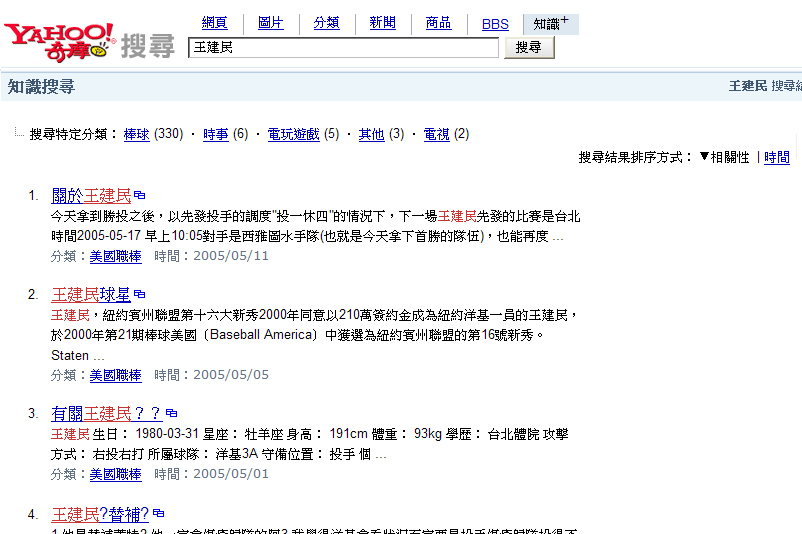 YAHOO! 奇摩 搜尋
網頁 圖片 分類 新聞 商品 BBS 知識+
王建民 搜尋
知識搜尋 王建民 搜尋結
搜尋特定分類： 棒球 (330) ・ 時事 (6) ・ 電玩遊戲 (5) ・ 其他 (3) ・ 電視 (2)
搜尋結果排序方式： ▼相關性 | 時間
1. 關於王建民
今天拿到勝投之後，以先發投手的調度"投一休四"的情況下，下一場王建民先發的比賽是台北
時間2005-05-17 早上10:05對手是西雅圖水手隊(也就是今天拿下首勝的隊伍)，也能再度 ...
分類：美國職棒 時間：2005/05/11
2. 王建民球星
王建民，紐約賓州聯盟第十六大新秀2000年同意以210萬簽約金成為紐約洋基一員的王建民，
於2000年第21期棒球美國〔Baseball America〕中獲選為紐約賓州聯盟的第16號新秀。
Staten ...
分類：美國職棒 時間：2005/05/05
3. 有關王建民？？
王建民 生日： 1980-03-31 星座： 牡羊座 身高： 191cm 體重： 93kg 學歷： 台北體院 攻擊
方式： 右投右打 所屬球隊： 洋基3A 守備位置： 投手 個 ...
分類：美國職棒 時間：2005/05/01
4. 王建民?替補?